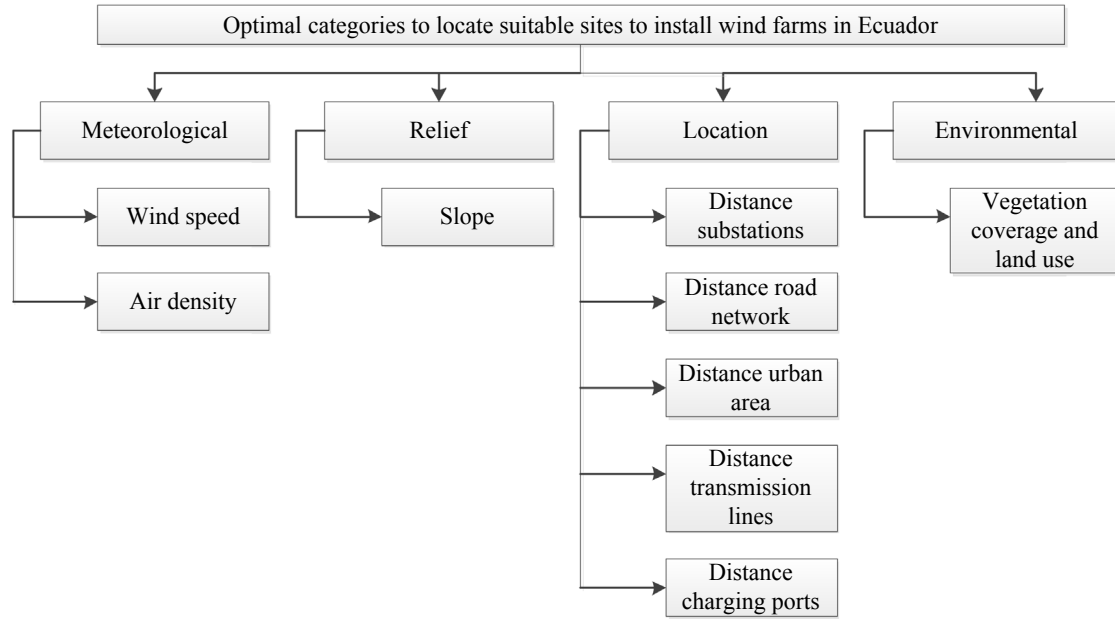 Optimal categories to locate suitable sites to install wind farms in Ecuador
Meteorological
Relief
Location
Environmental
Wind speed
Slope
Distance
substations
Vegetation
coverage and
land use
Air density
Distance road
network
Distance urban
area
Distance
transmission
lines
Distance
charging ports